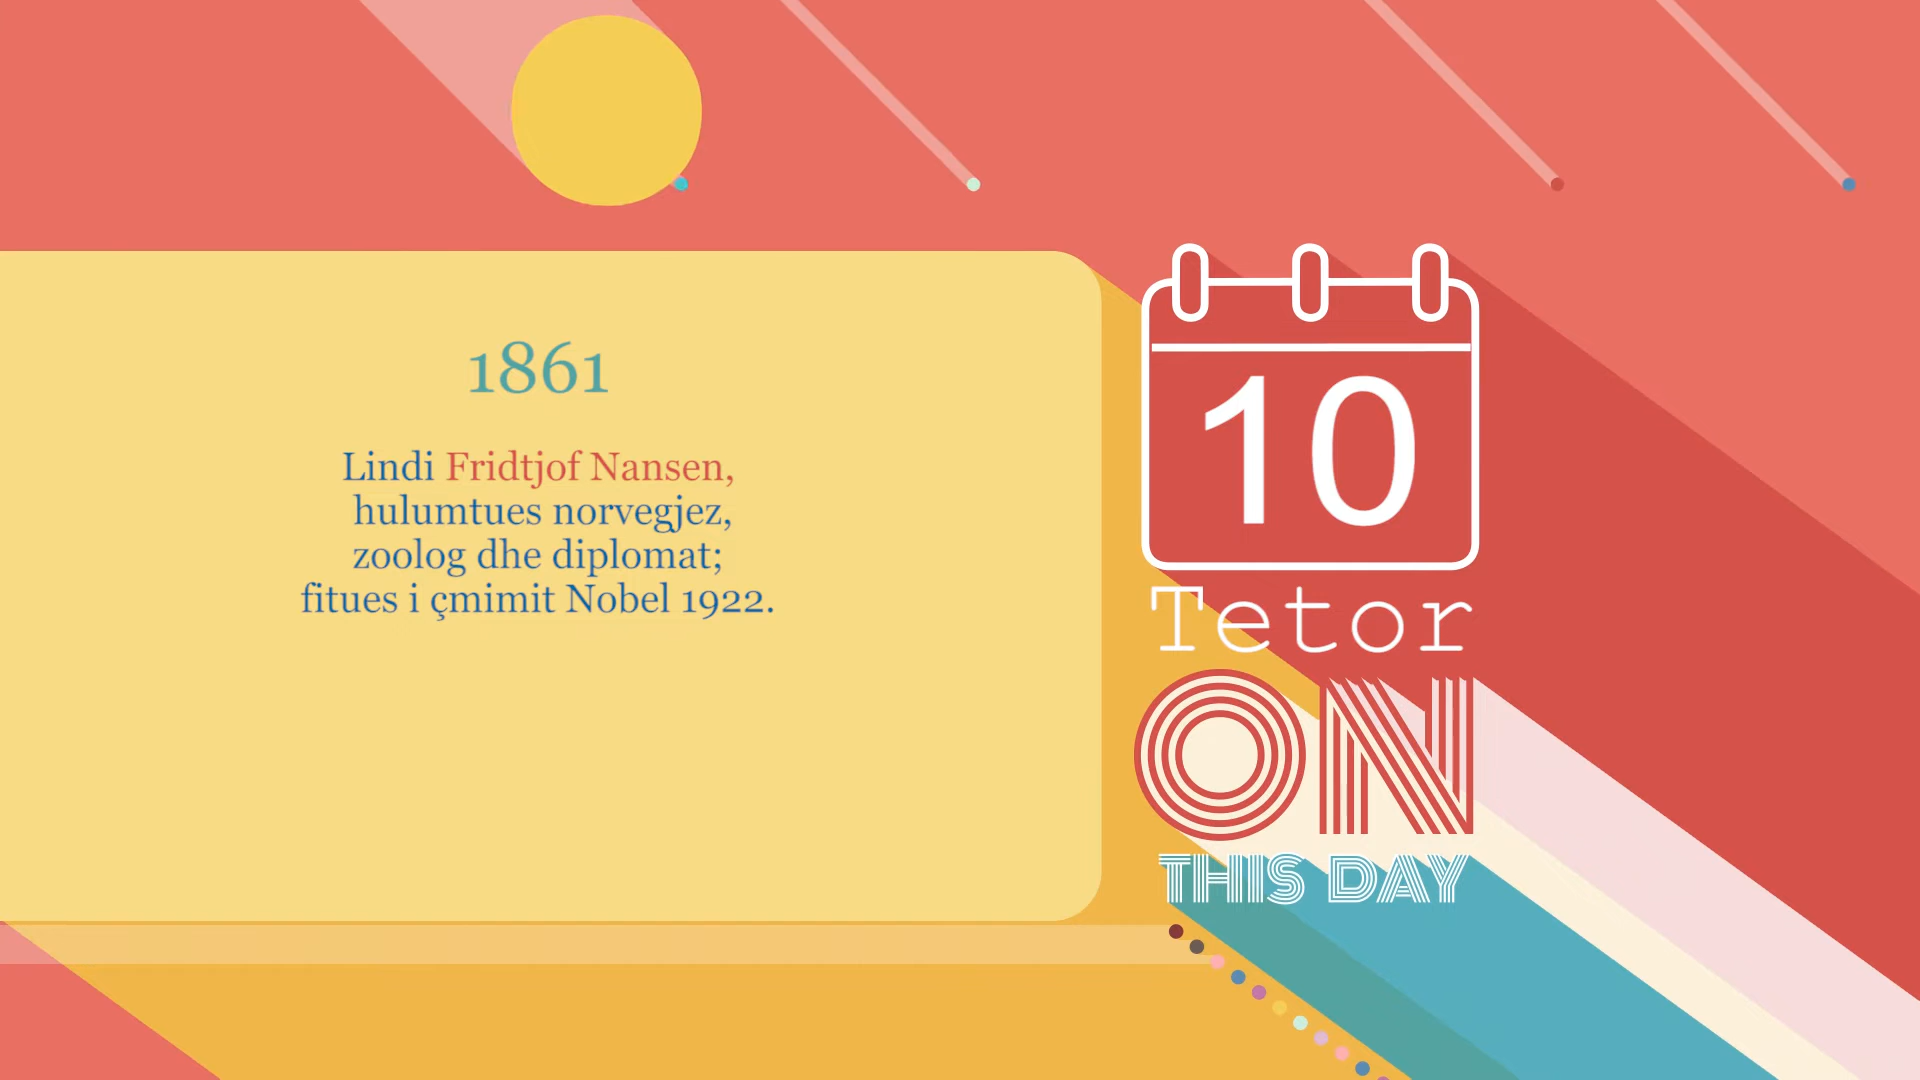 1861
Lindi Fridtjof Nansen,
hulumtues norvegjez,
zoolog dhe diplomat;
fitues i çmimit Nobel 1922.
10
Tetor
ON
THIS DAY